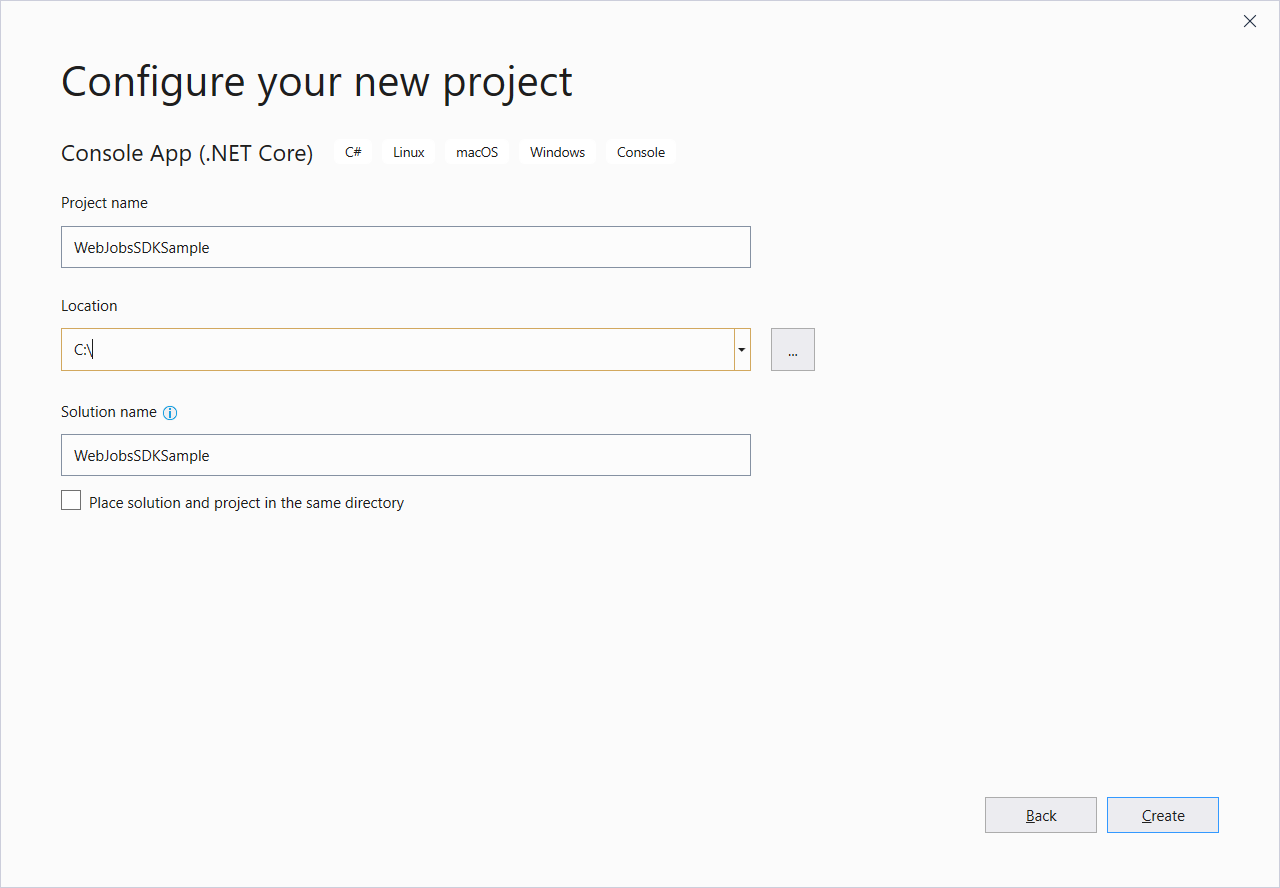 Configure your new project
Console App (.NET Core) C# Linux macOS Windows Console
Project name
WebJobsSDKSample
Location
C:\
...
Solution name
WebJobsSDKSample
Place solution and project in the same directory
Back Create